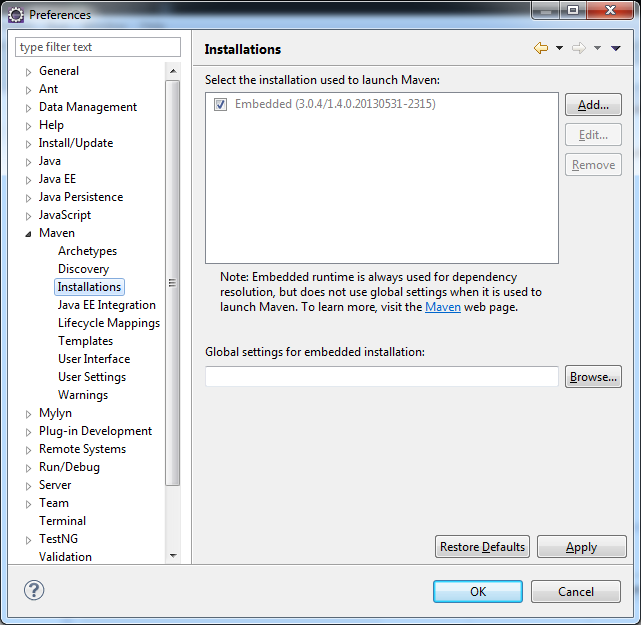 Preferences
type filter text
General
Ant
Data Management
Help
Install/Update
Java
Java EE
Java Persistence
JavaScript
Maven
Archetypes
Discovery
Installations
Java EE Integration
Lifecycle Mappings
Templates
User Interface
User Settings
Warnings
Mylyn
Plug-in Development
Remote Systems
Run/Debug
Server
Team
Terminal
TestNG
Validation
Installations
Select the installation used to launch Maven:
Embedded (3.0.4/1.4.0.20130531-2315)
Add...
Edit...
Remove
Note: Embedded runtime is always used for dependency
resolution, but does not use global settings when it is used to
launch Maven. To learn more, visit the Maven web page.
Global settings for embedded installation:
Browse...
Restore Defaults
Apply
?
OK
Cancel